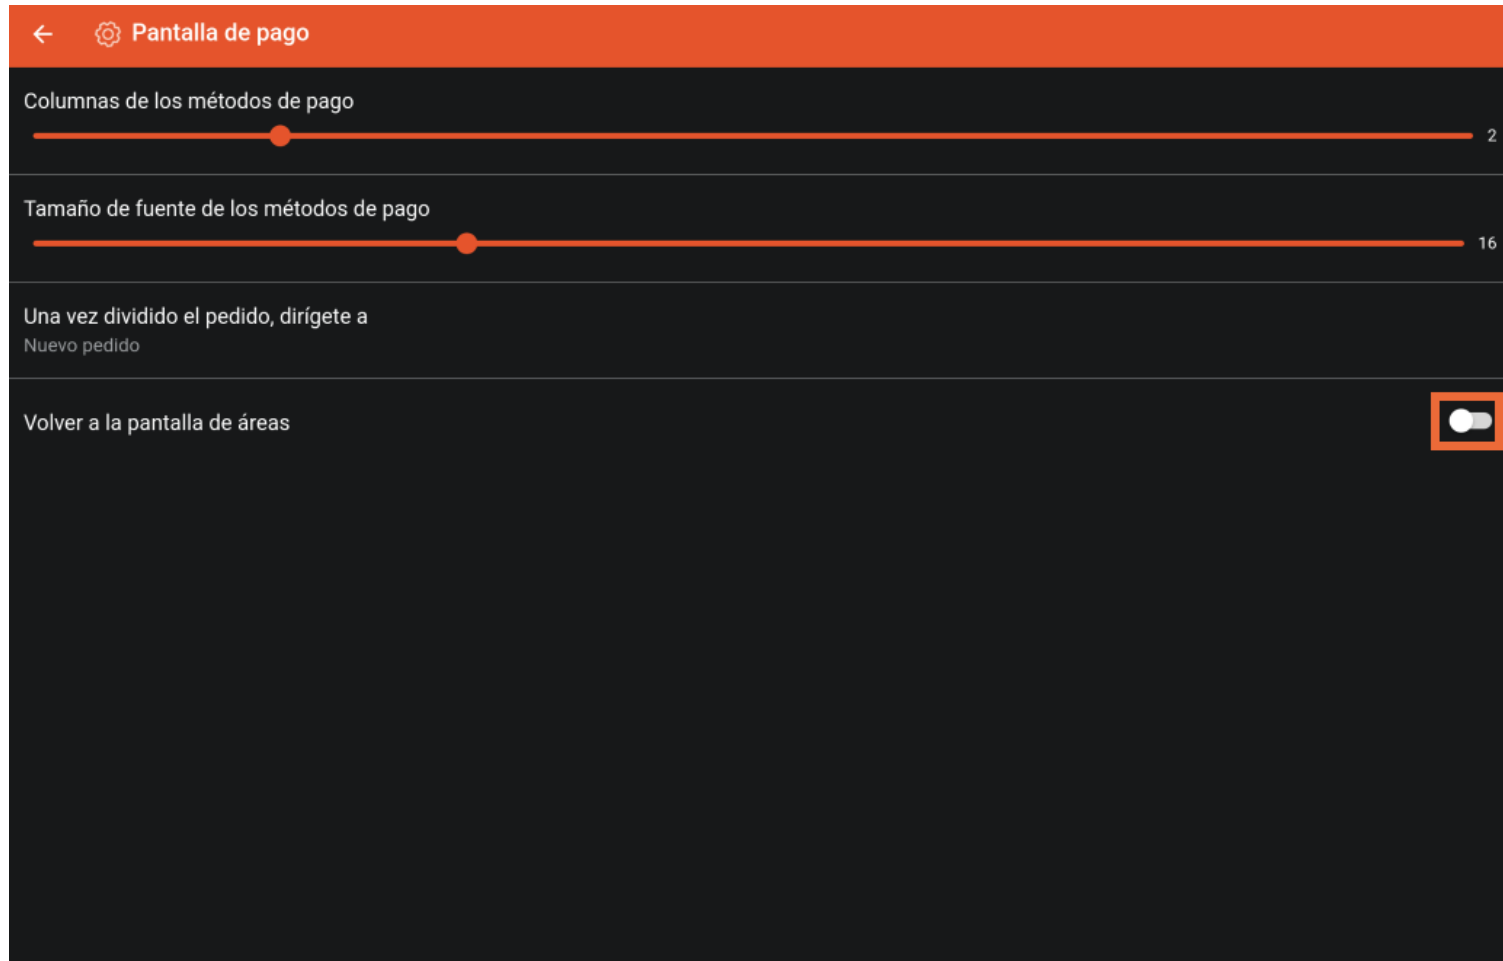 Pantalla de pago
Columnas de los métodos de pago
2
Tamaño de fuente de los métodos de pago
16
Una vez dividido el pedido, dirígete a
Nuevo pedido
Volver a la pantalla de áreas